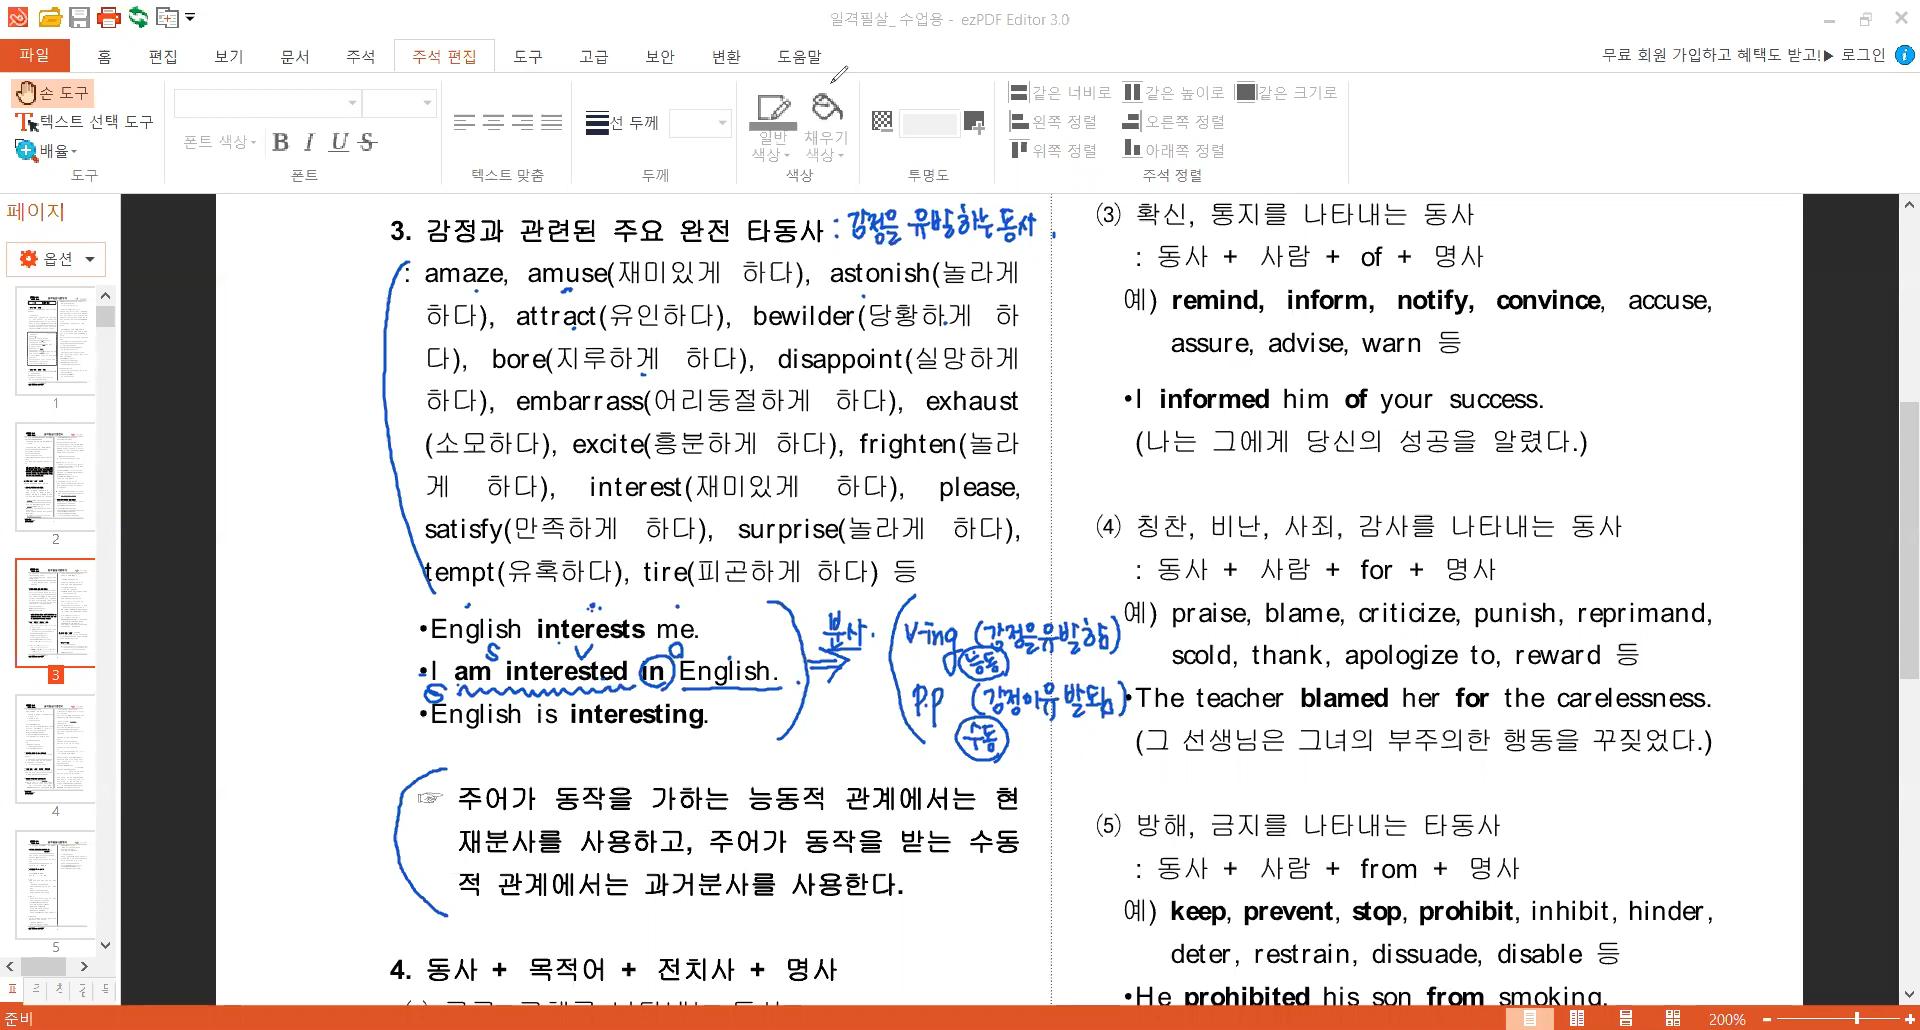 일격필살_ 수업용 - ezPDF Editor 3.0
파일 홈 편집 보기 문서 주석 주석 편집 도구 고급 보안 변환 도움말
무료 회원 가입하고 혜택도 받고!▶ 로그인
손 도구
텍스트 선택 도구
배율
도구
폰트 색상
B I U S
폰트
텍스트 맞춤
선 두께
두께
일반 색상
채우기 색상
색상
투명도
같은 너비로 같은 높이로 같은 크기로
왼쪽 정렬 오른쪽 정렬
위쪽 정렬 아래쪽 정렬
주석 정렬
페이지
옵션
1
2
3
4
5
3. 감정과 관련된 주요 완전 타동사 : 감정을 유발하는 동사.
: amaze, amuse(재미있게 하다), astonish(놀라게
하다), attract(유인하다), bewilder(당황하게 하
다), bore(지루하게 하다), disappoint(실망하게
하다), embarrass(어리둥절하게 하다), exhaust
(소모하다), excite(흥분하게 하다), frighten(놀라
게 하다), interest(재미있게 하다), please,
satisfy(만족하게 하다), surprise(놀라게 하다),
tempt(유혹하다), tire(피곤하게 하다) 등
•English interests me.
S V O
•I am interested in English.
S
•English is interesting.
분사.
V-ing (감정을 유발함)
능동
P.P (감정이 유발됨)
수동
☞ 주어가 동작을 가하는 능동적 관계에서는 현
재분사를 사용하고, 주어가 동작을 받는 수동
적 관계에서는 과거분사를 사용한다.
4. 동사 + 목적어 + 전치사 + 명사
⑶ 확신, 통지를 나타내는 동사
: 동사 + 사람 + of + 명사
예) remind, inform, notify, convince, accuse,
assure, advise, warn 등
•I informed him of your success.
(나는 그에게 당신의 성공을 알렸다.)
⑷ 칭찬, 비난, 사죄, 감사를 나타내는 동사
: 동사 + 사람 + for + 명사
예) praise, blame, criticize, punish, reprimand,
scold, thank, apologize to, reward 등
•The teacher blamed her for the carelessness.
(그 선생님은 그녀의 부주의한 행동을 꾸짖었다.)
⑸ 방해, 금지를 나타내는 타동사
: 동사 + 사람 + from + 명사
예) keep, prevent, stop, prohibit, inhibit, hinder,
deter, restrain, dissuade, disable 등
•He prohibited his son from smoking.
준비
200%